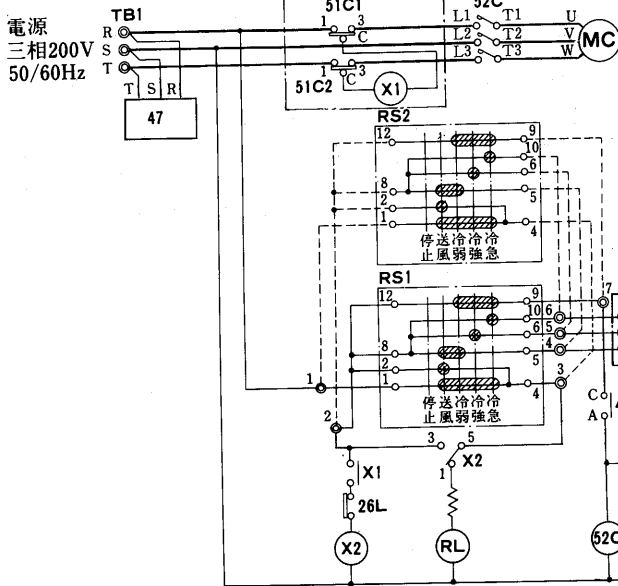 51C1
52C
TB1
1 3
L1 T1 U
電源
R
C
L2 T2 V
MC
三相200V
S
L3 T3 W
50/60Hz
T
1 3
C
51C2
X1
T S R
47
RS2
12
9
10
6
8
5
2
1
4
停送冷冷冷
止風弱強急
RS1
12
9
7
10 6
6 5
8
4
5
2
1
1
3
4
停送冷冷冷
止風弱強急
C
2
3 5
A
X1
1
X2
26L
X2
RL
52C